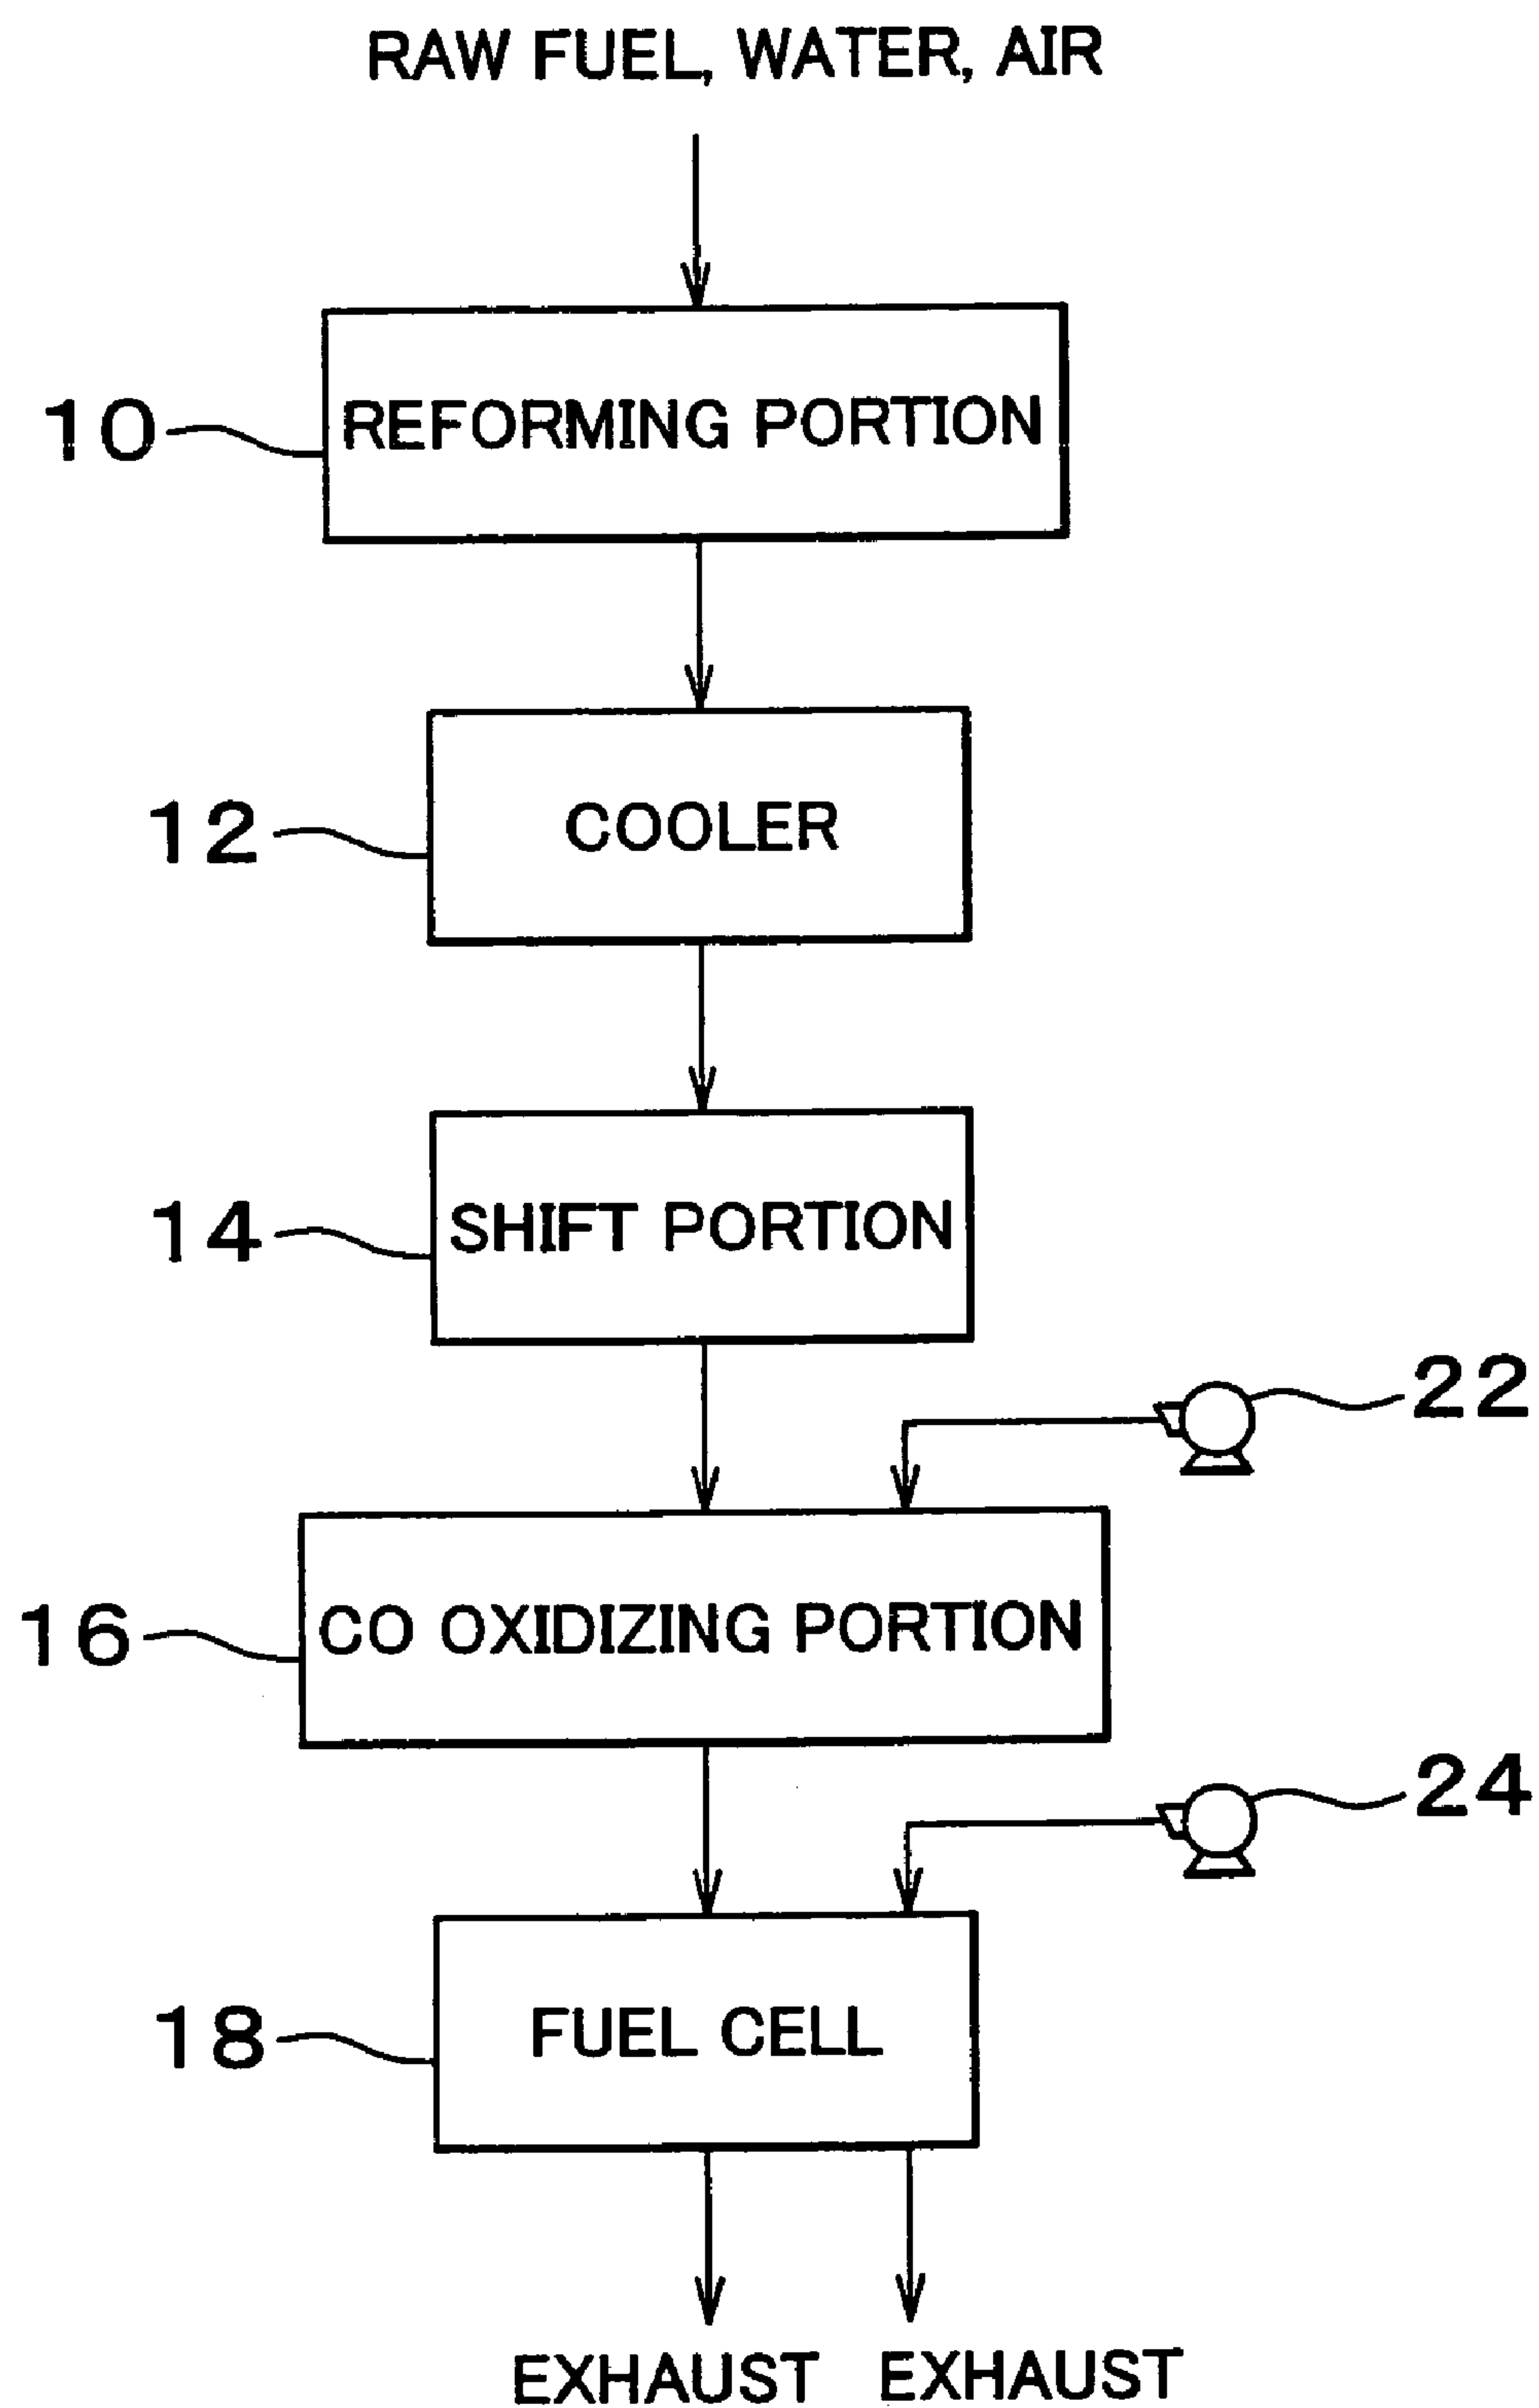 RAW FUEL, WATER, AIR
10
REFORMING PORTION
12
COOLER
14
SHIFT PORTION
22
16
CO OXIDIZING PORTION
24
18
FUEL CELL
EXHAUST EXHAUST